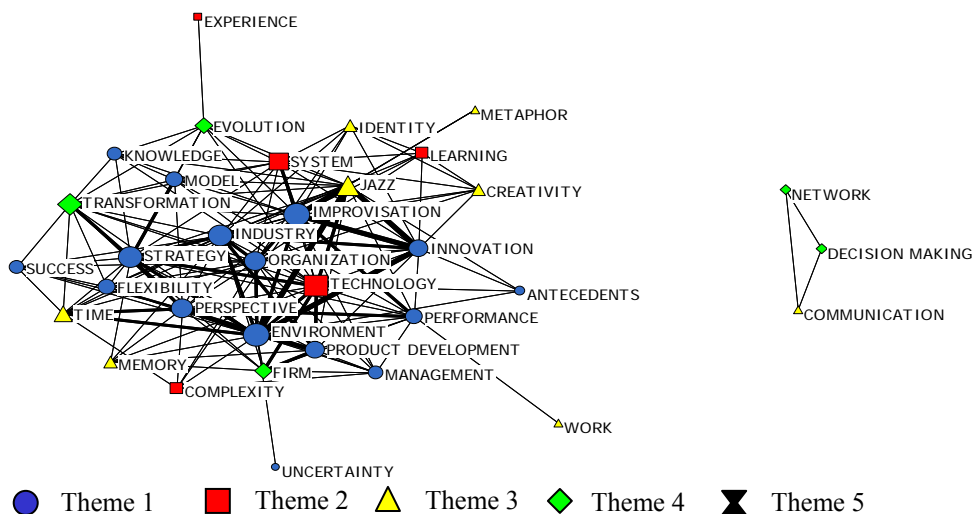 EXPERIENCE
METAPHOR
EVOLUTION
IDENTITY
KNOWLEDGE
SYSTEM
LEARNING
MODEL
JAZZ
CREATIVITY
NETWORK
TRANSFORMATION
IMPROVISATION
INDUSTRY
INNOVATION
DECISION MAKING
STRATEGY
ORGANIZATION
SUCCESS
FLEXIBILITY
TECHNOLOGY
ANTECEDENTS
PERSPECTIVE
TIME
PERFORMANCE
COMMUNICATION
ENVIRONMENT
PRODUCT DEVELOPMENT
MEMORY
FIRM
MANAGEMENT
COMPLEXITY
WORK
UNCERTAINTY
Theme 1 Theme 2 Theme 3 Theme 4 Theme 5